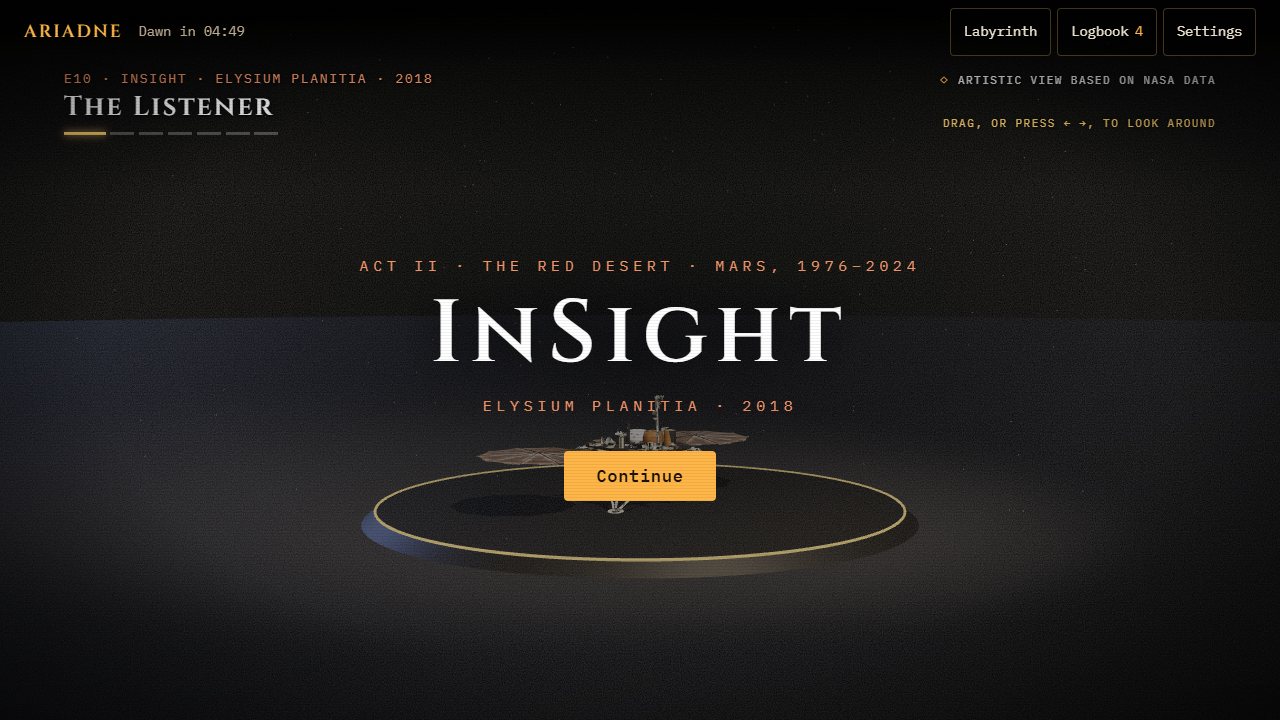 ARIADNE Dawn in 04:49 Labyrinth Logbook 4 Settings
E10 · INSIGHT · ELYSIUM PLANITIA · 2018
The Listener
◇ ARTISTIC VIEW BASED ON NASA DATA
DRAG, OR PRESS ← →, TO LOOK AROUND
ACT II · THE RED DESERT · MARS, 1976–2024
InSight
ELYSIUM PLANITIA · 2018
Continue